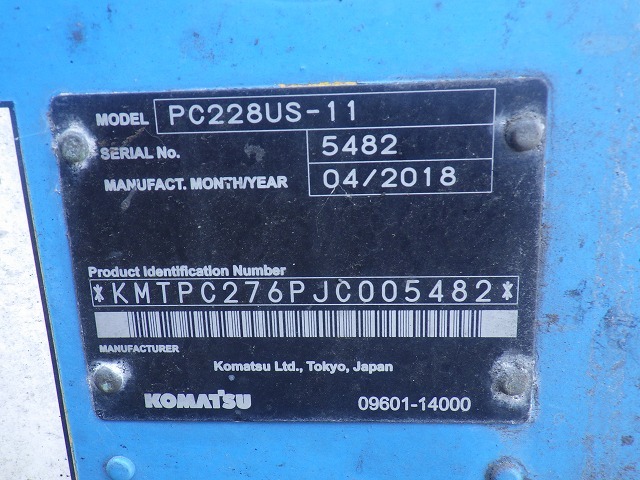 MODEL PC228US-11
SERIAL No. 5482
MANUFACT. MONTH/YEAR 04/2018
Product Identification Number
*KMTPC276PJC005482*
MANUFACTURER
Komatsu Ltd., Tokyo, Japan
KOMATSU 09601-14000